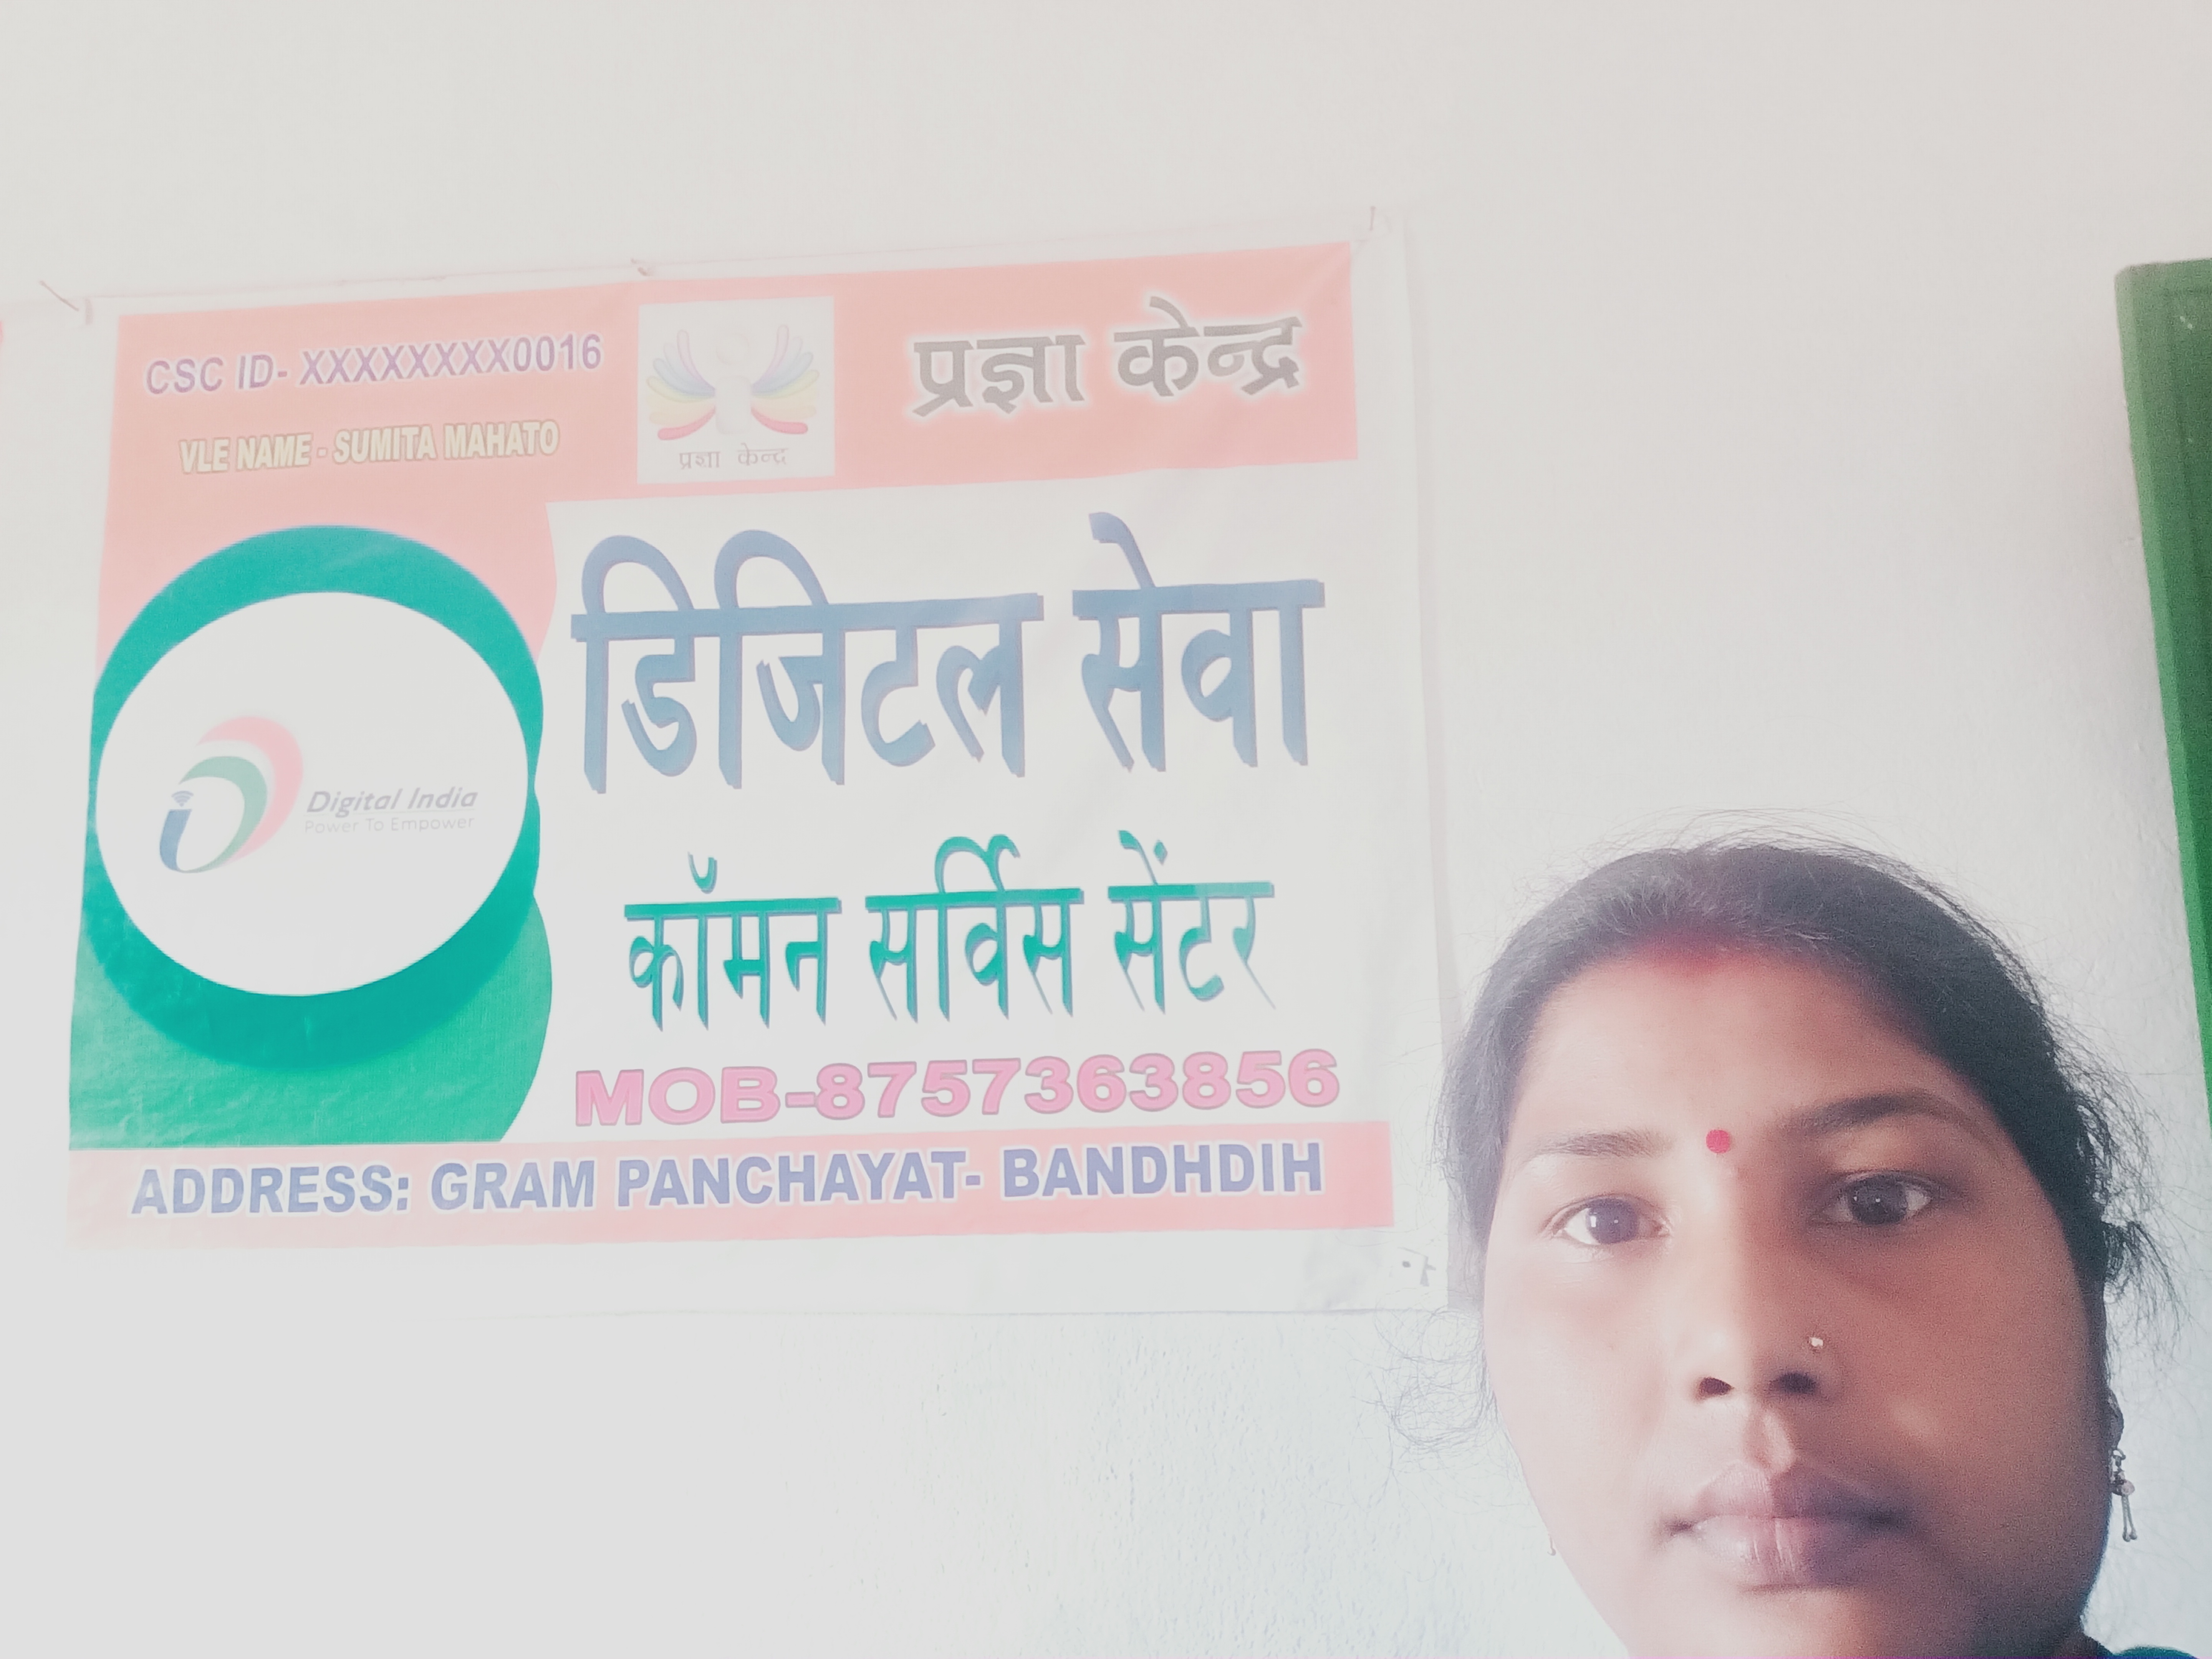 CSC ID- XXXXXXXX0016
VLE NAME - SUMITA MAHATO
प्रज्ञा केन्द्र
प्रज्ञा केन्द्र
डिजिटल सेवा
Digital India
Power To Empower
कॉमन सर्विस सेंटर
MOB-8757363856
ADDRESS: GRAM PANCHAYAT- BANDHDIH